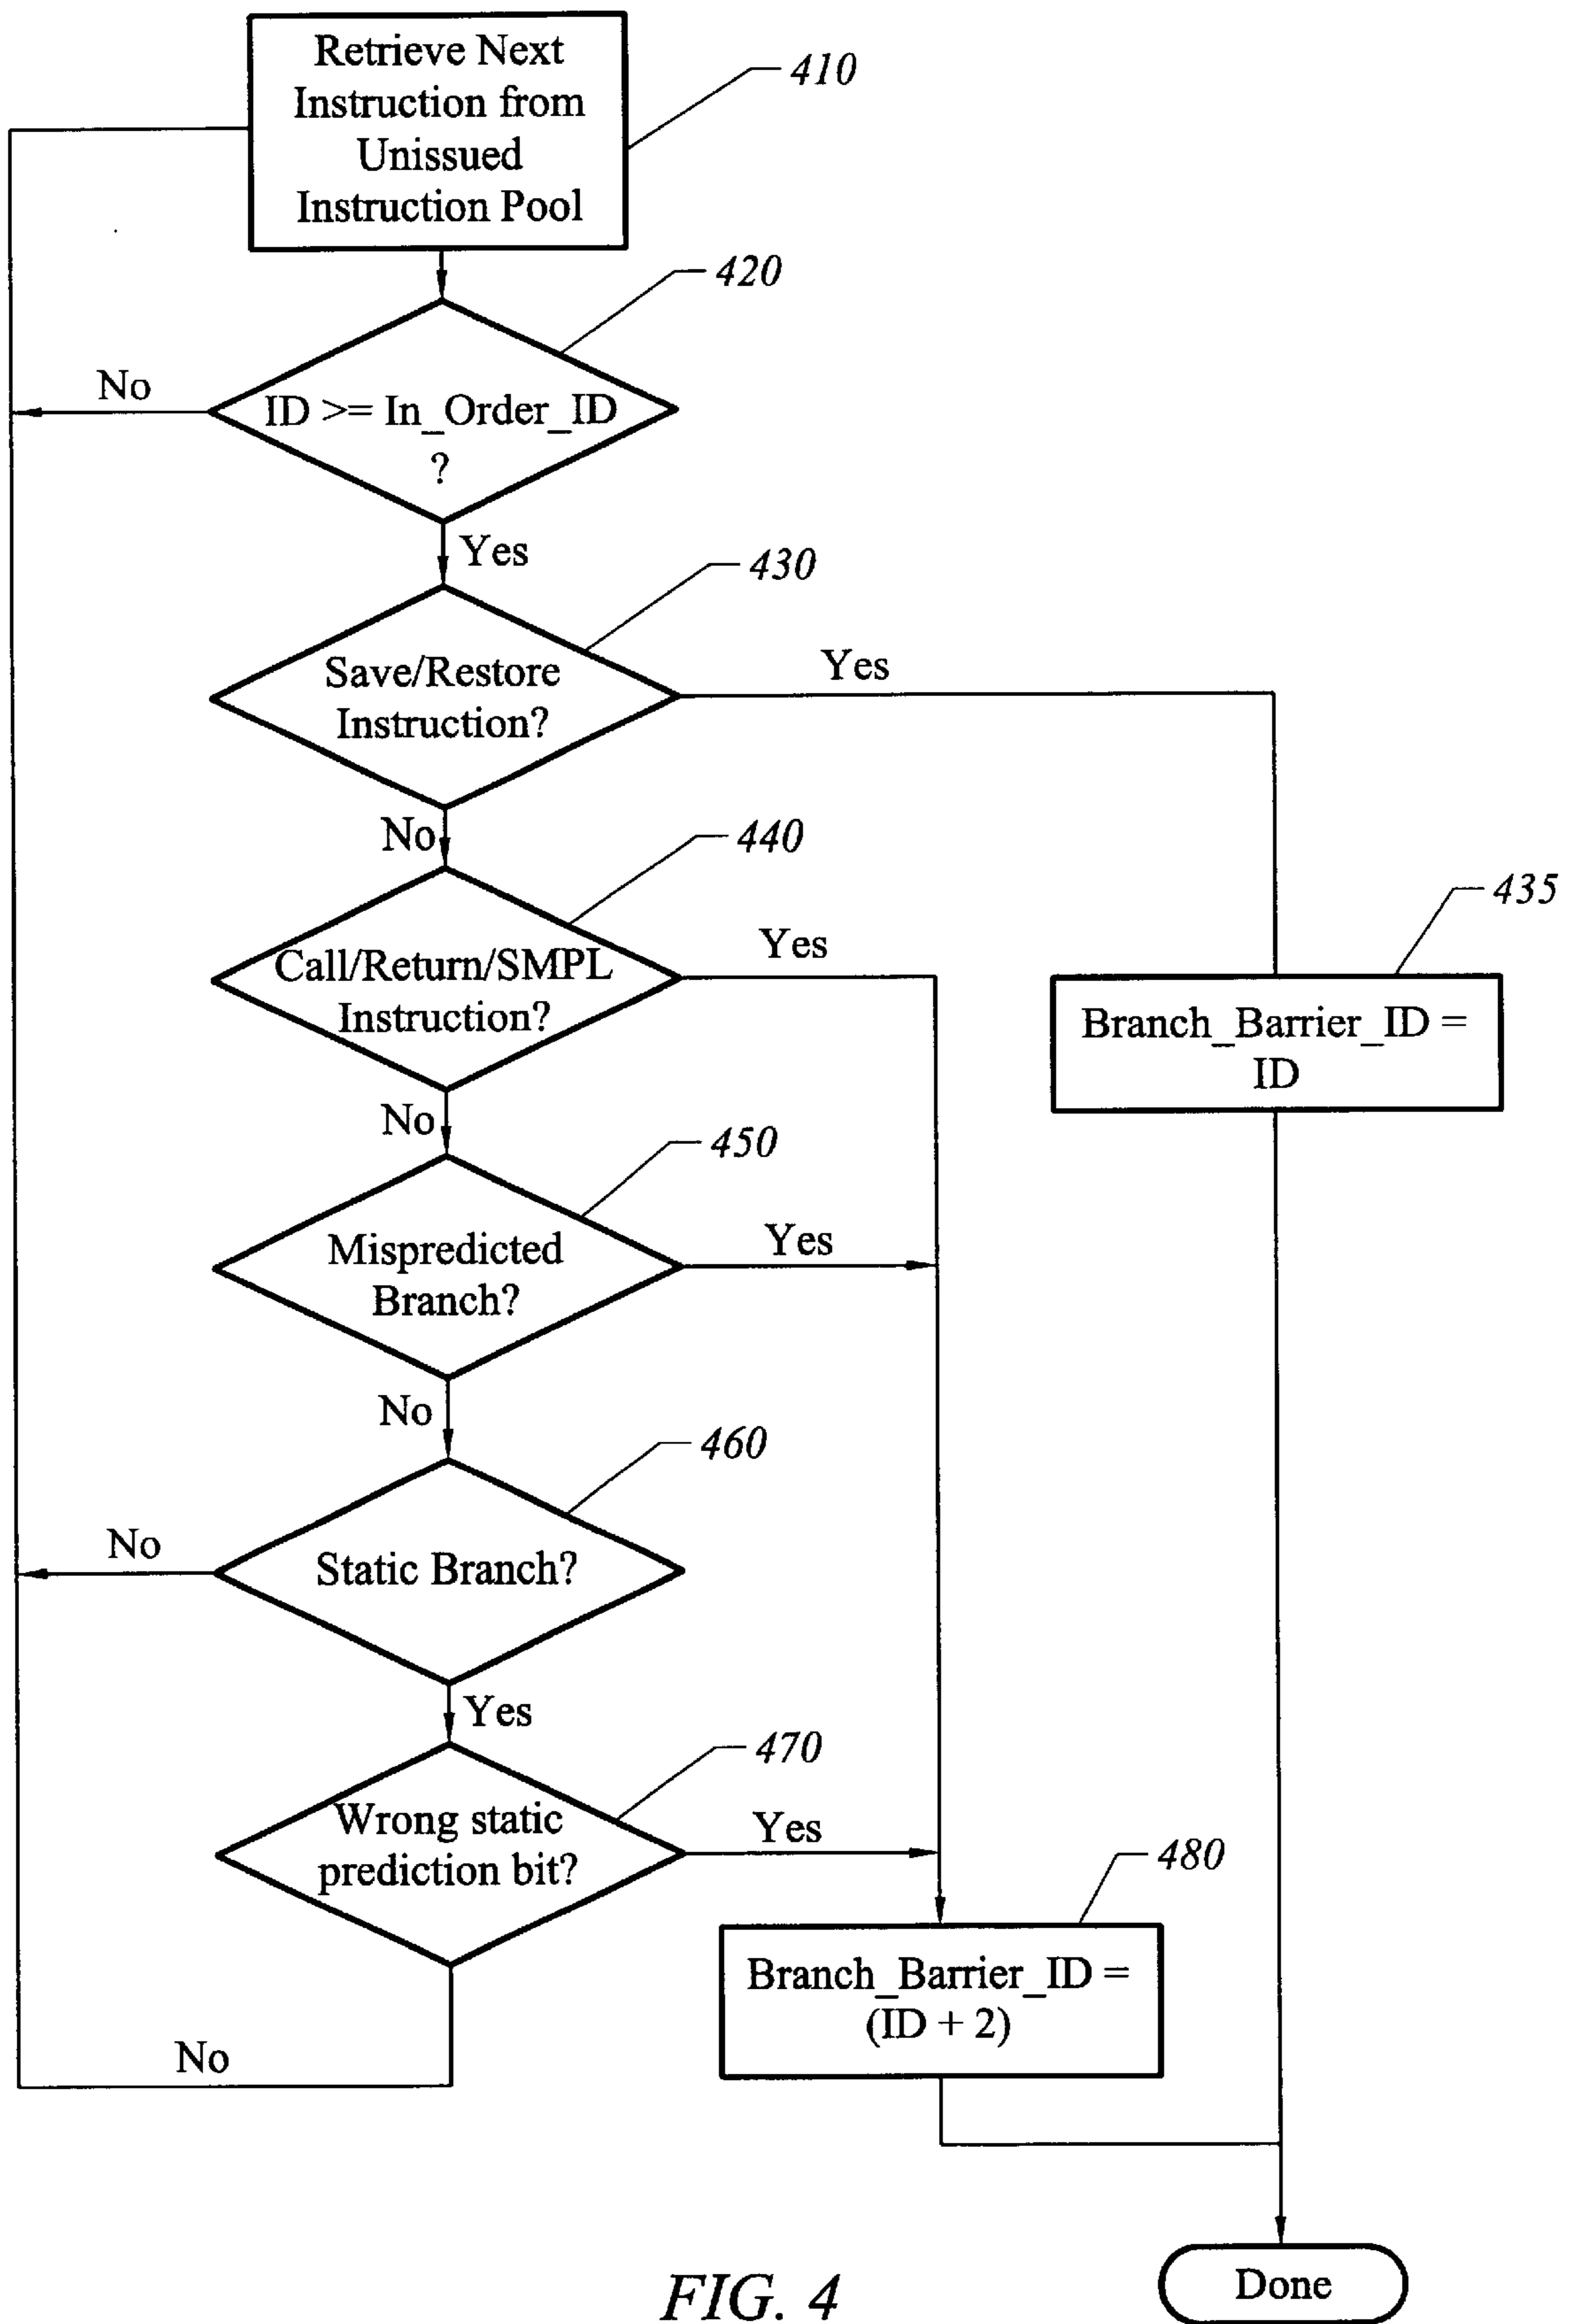 Retrieve Next
Instruction from
Unissued
Instruction Pool
410
420
No
ID >= In_Order_ID
?
Yes
430
Save/Restore
Instruction?
Yes
No
440
435
Call/Return/SMPL
Instruction?
Yes
Branch_Barrier_ID =
ID
No
450
Mispredicted
Branch?
Yes
No
460
No
Static Branch?
Yes
470
Wrong static
prediction bit?
Yes
480
Branch_Barrier_ID =
(ID + 2)
No
Done
FIG. 4